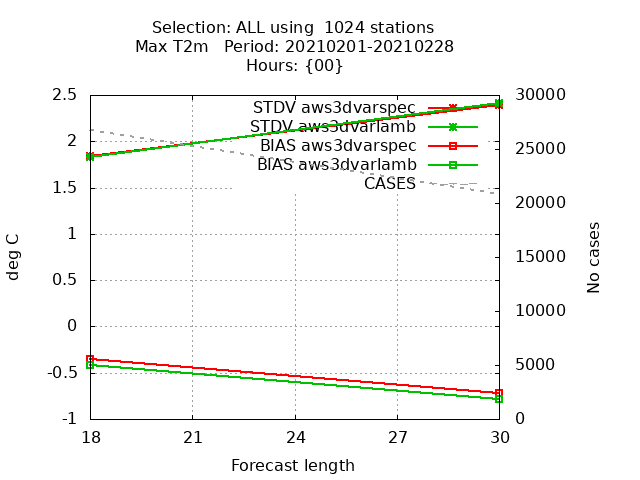 Selection: ALL using  1024 stations
Max T2m   Period: 20210201-20210228
Hours: {00}
2.5
2
1.5
1
0.5
0
-0.5
-1
deg C
STDV aws3dvarspec
STDV aws3dvarlamb
BIAS aws3dvarspec
BIAS aws3dvarlamb
CASES
30000
25000
20000
15000
10000
5000
0
No cases
18 21 24 27 30
Forecast length